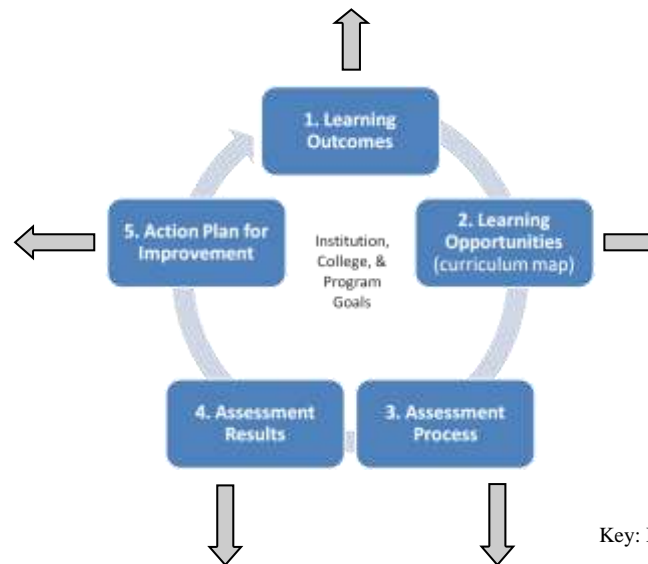 1. Learning
Outcomes
5. Action Plan for
Improvement
2. Learning
Opportunities
(curriculum map)
Institution,
College, &
Program
Goals
4. Assessment
Results
3. Assessment
Process
Key: